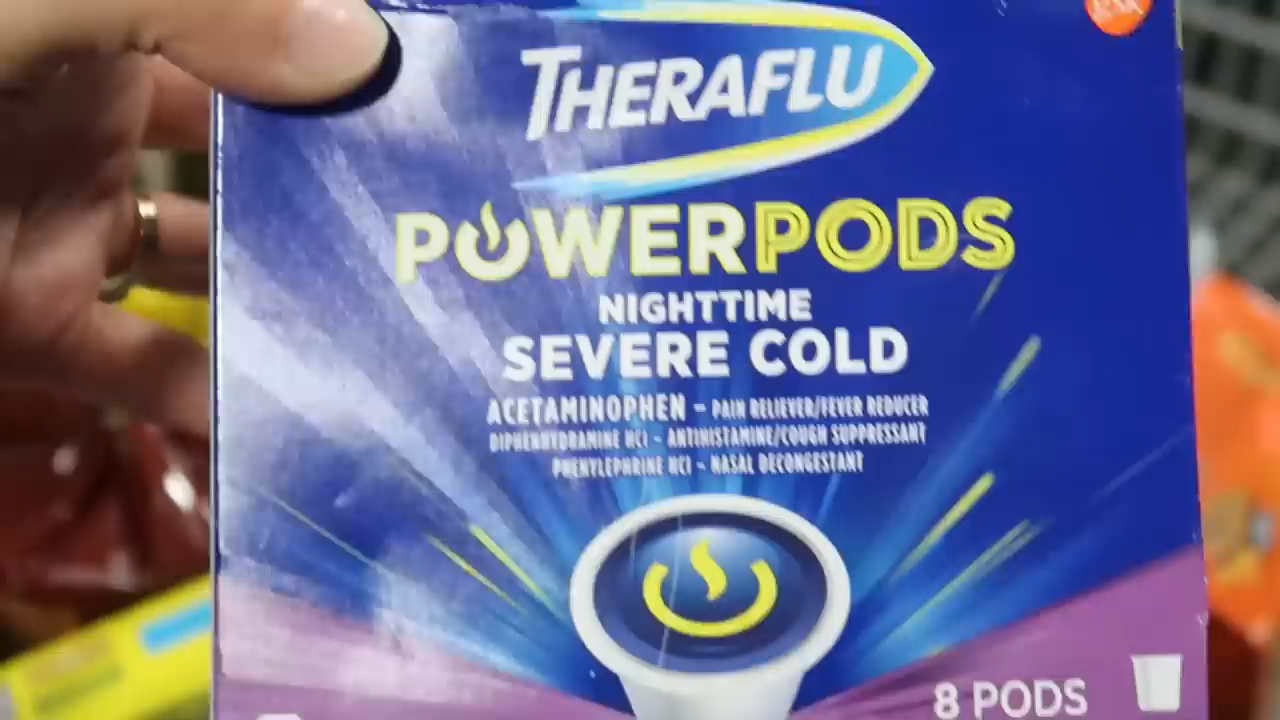 THERAFLU
POWERPODS
NIGHTTIME
SEVERE COLD
ACETAMINOPHEN – PAIN RELIEVER/FEVER REDUCER
DIPHENHYDRAMINE HCl – ANTIHISTAMINE/COUGH SUPPRESSANT
PHENYLEPHRINE HCl – NASAL DECONGESTANT
8 PODS